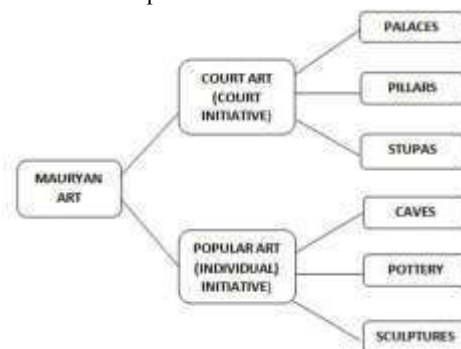 PALACES
COURT ART
(COURT
INITIATIVE)
PILLARS
STUPAS
MAURYAN
ART
CAVES
POPULAR ART
(INDIVIDUAL)
INITIATIVE)
POTTERY
SCULPTURES